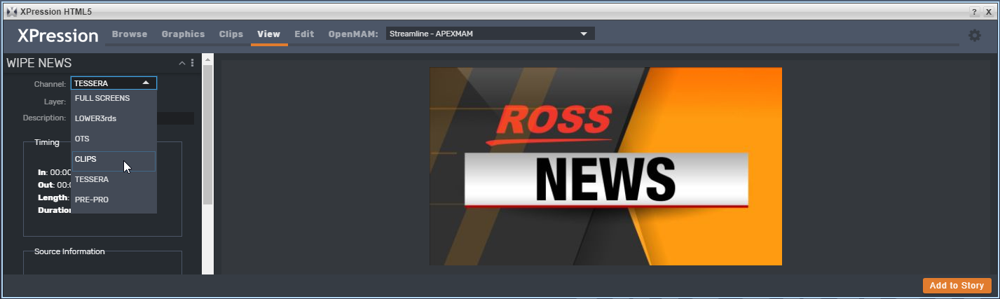 XPression HTML5
? X
XPression Browse Graphics Clips View Edit OpenMAM: Streamline - APEXMAM
WIPE NEWS
Channel: TESSERA
FULL SCREENS
Layer:
LOWER3rds
Description:
OTS
Timing
CLIPS
In: 00:00
TESSERA
Out: 00:0
Length:
PRE-PRO
Duration
Source Information
ROSS
NEWS
Add to Story